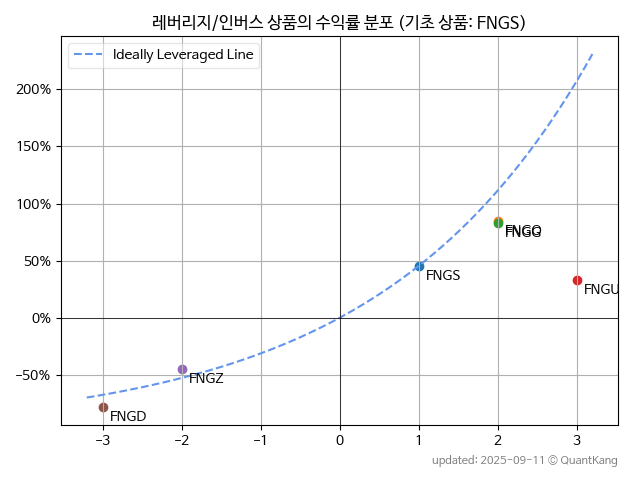 레버리지/인버스 상품의 수익률 분포 (기초 상품: FNGS)
Ideally Leveraged Line
200%
150%
100%
50%
0%
−50%
FNGO
FNGG
FNGS
FNGU
FNGZ
FNGD
−3 −2 −1 0 1 2 3
updated: 2025-09-11 © QuantKang